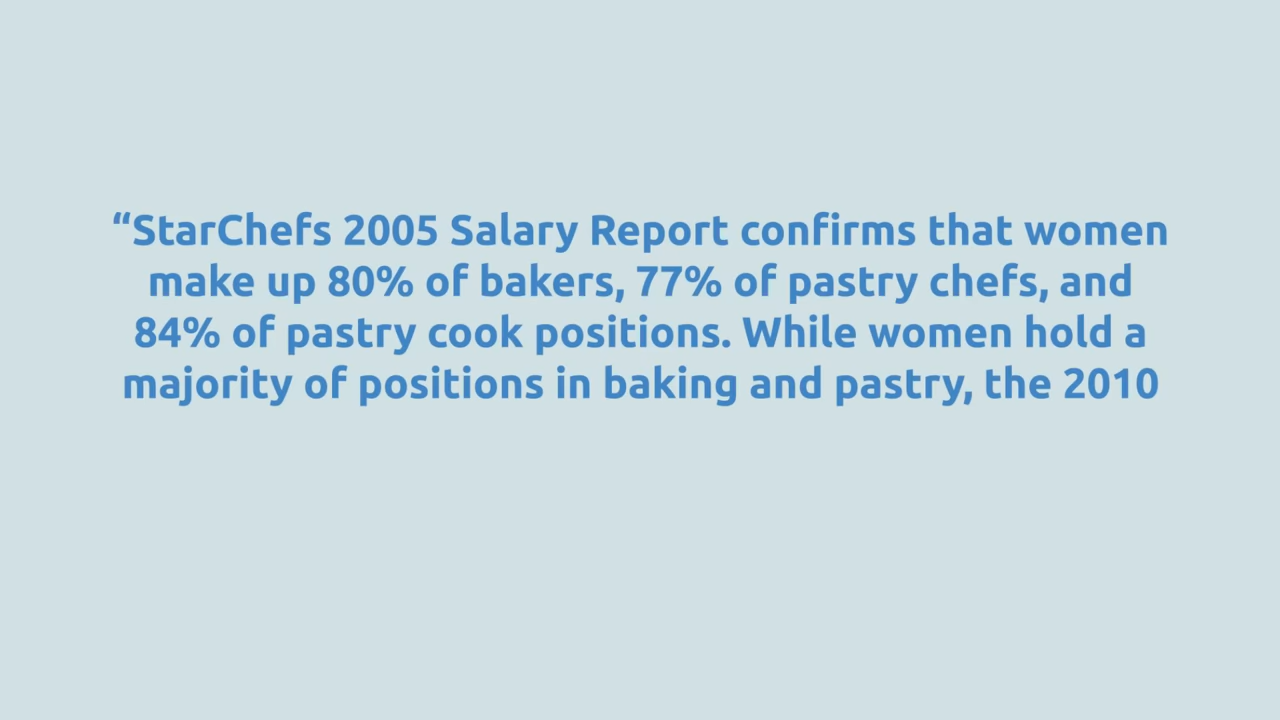 “StarChefs 2005 Salary Report confirms that women
make up 80% of bakers, 77% of pastry chefs, and
84% of pastry cook positions. While women hold a
majority of positions in baking and pastry, the 2010